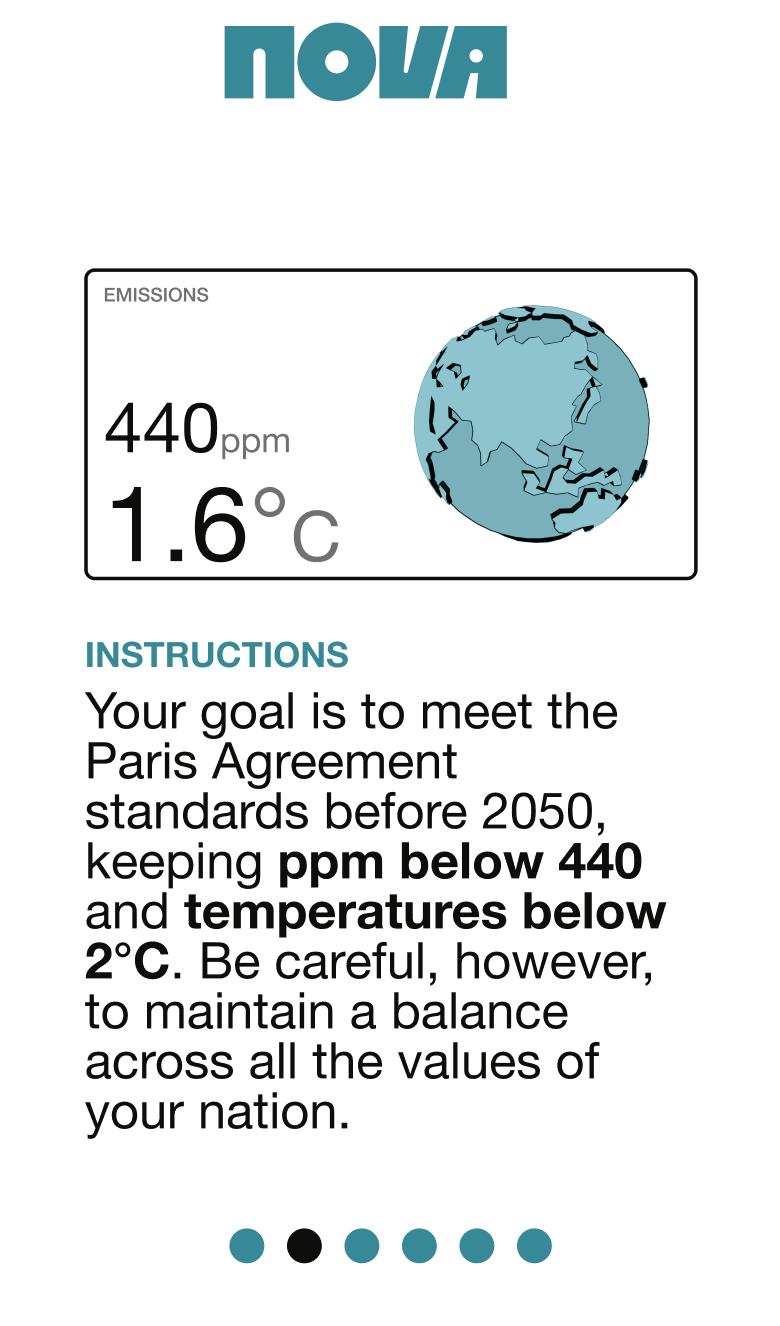 NOVA
EMISSIONS
440ppm
1.6°C
INSTRUCTIONS
Your goal is to meet the
Paris Agreement
standards before 2050,
keeping ppm below 440
and temperatures below
2°C. Be careful, however,
to maintain a balance
across all the values of
your nation.